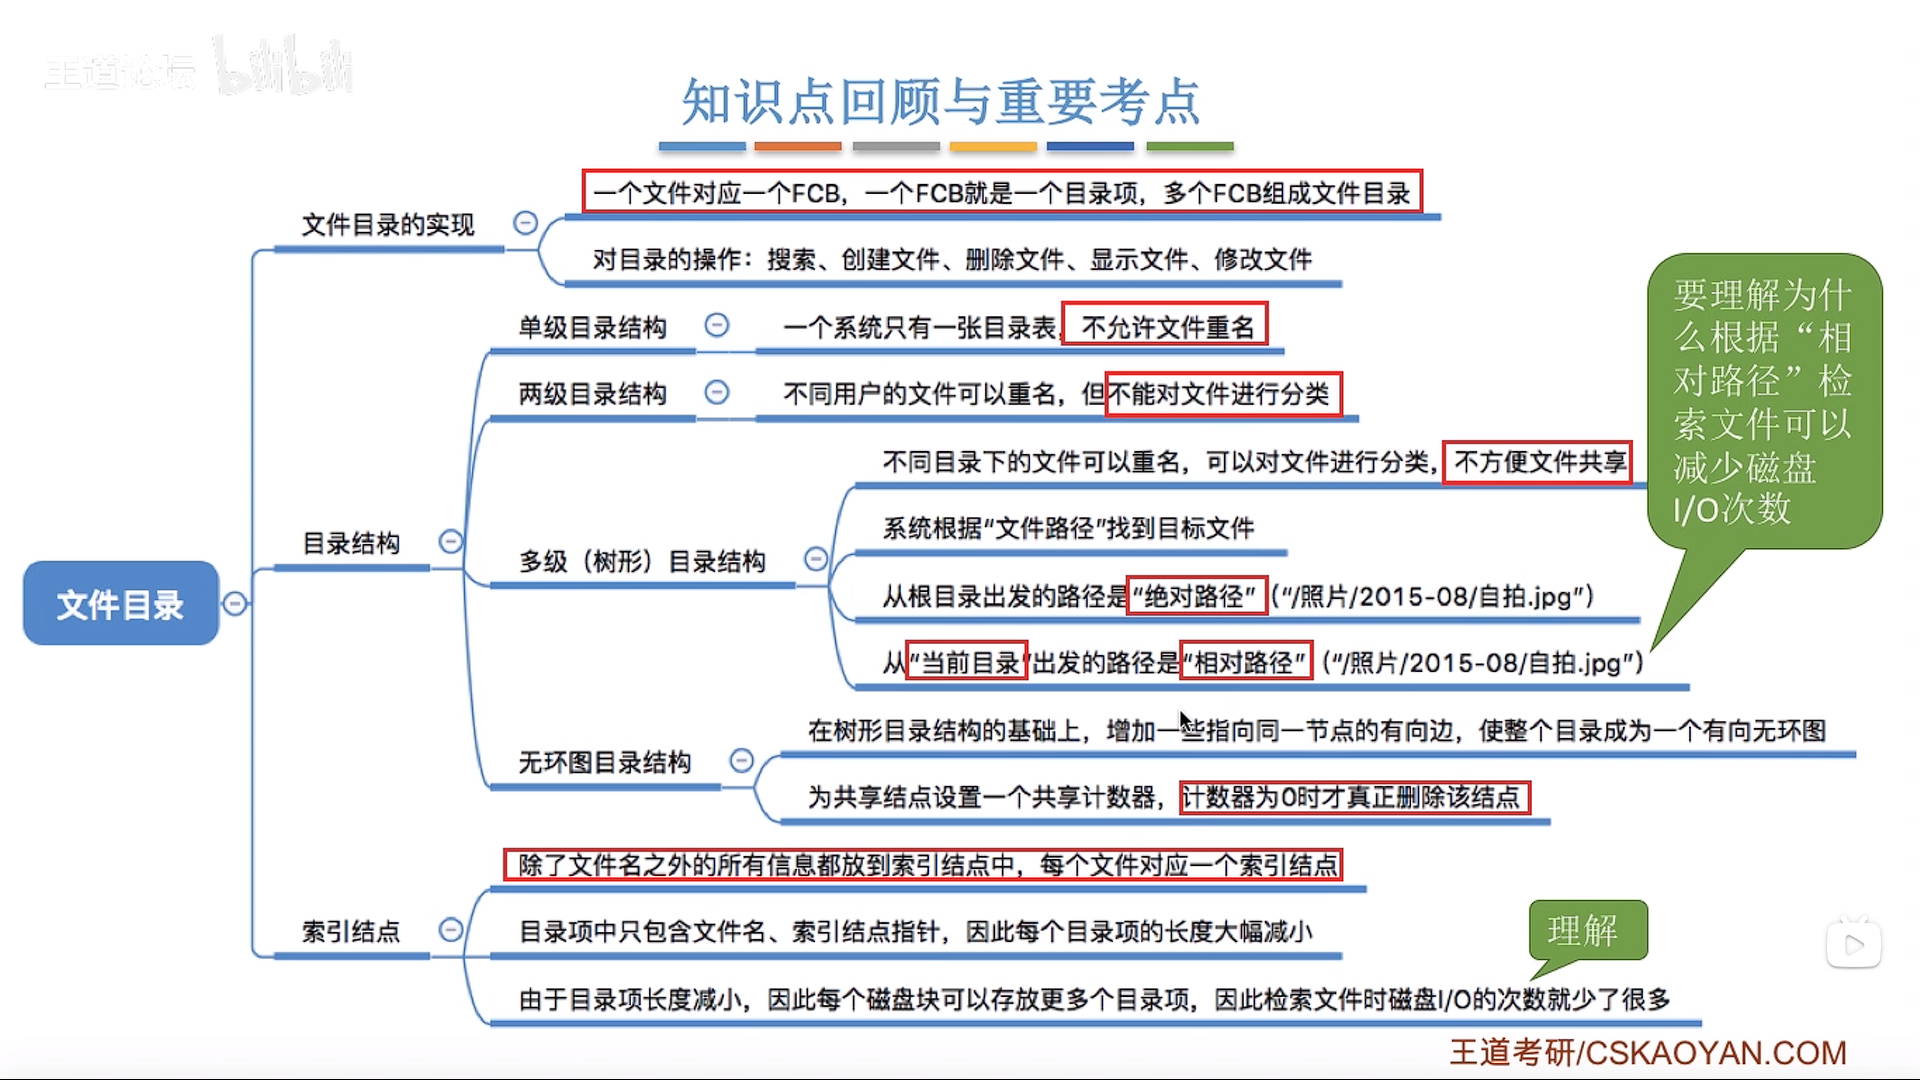 王道论坛 bilibili
知识点回顾与重要考点
一个文件对应一个FCB，一个FCB就是一个目录项，多个FCB组成文件目录
文件目录的实现
对目录的操作：搜索、创建文件、删除文件、显示文件、修改文件
单级目录结构
一个系统只有一张目录表，不允许文件重名
两级目录结构
不同用户的文件可以重名，但不能对文件进行分类
不同目录下的文件可以重名，可以对文件进行分类，不方便文件共享
系统根据“文件路径”找到目标文件
目录结构
多级（树形）目录结构
从根目录出发的路径是“绝对路径”（“/照片/2015-08/自拍.jpg”）
从“当前目录”出发的路径是“相对路径”（“/照片/2015-08/自拍.jpg”）
要理解为什
么根据“相
对路径”检
索文件可以
减少磁盘
I/O次数
文件目录
在树形目录结构的基础上，增加一些指向同一节点的有向边，使整个目录成为一个有向无环图
无环图目录结构
为共享结点设置一个共享计数器，计数器为0时才真正删除该结点
除了文件名之外的所有信息都放到索引结点中，每个文件对应一个索引结点
索引结点
目录项中只包含文件名、索引结点指针，因此每个目录项的长度大幅减小
理解
由于目录项长度减小，因此每个磁盘块可以存放更多个目录项，因此检索文件时磁盘I/O的次数就少了很多
王道考研/CSKAOYAN.COM